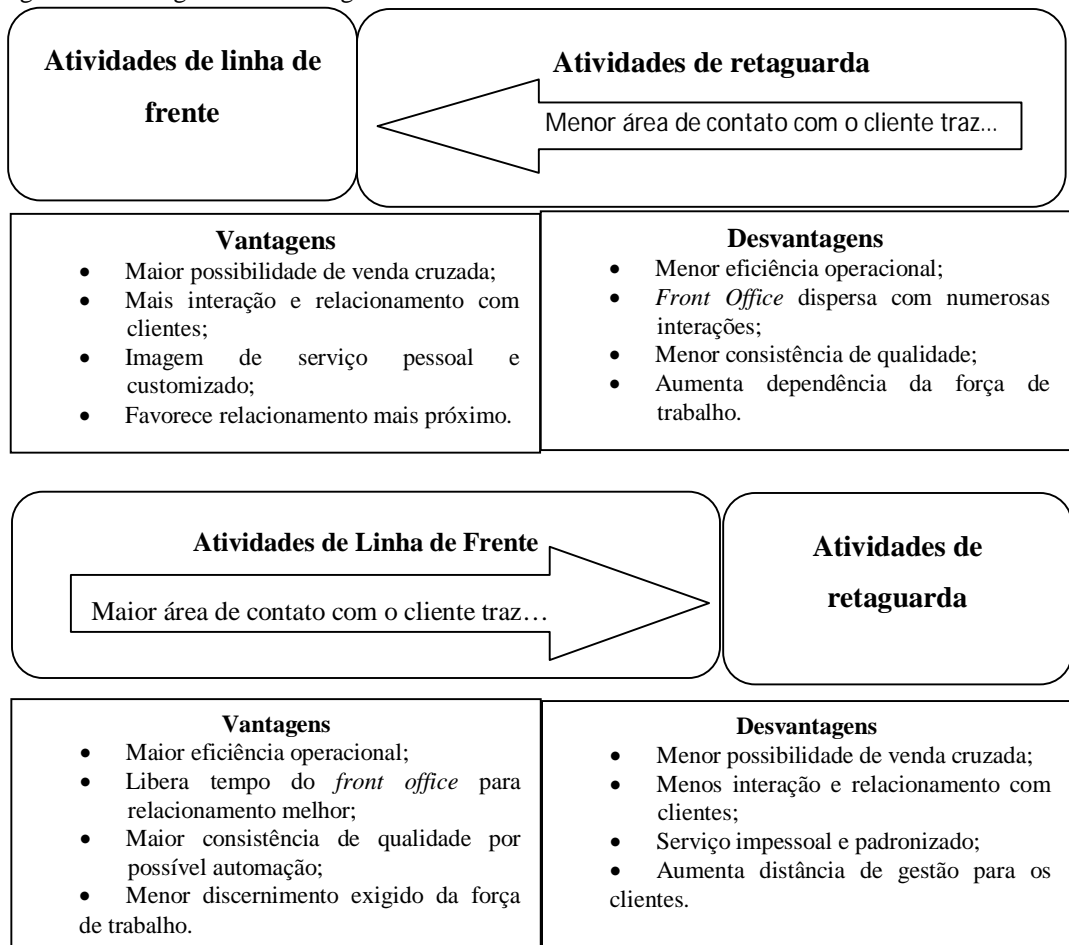 Atividades de linha de
frente
Atividades de retaguarda
Menor área de contato com o cliente traz...
Vantagens
• Maior possibilidade de venda cruzada;
• Mais interação e relacionamento com
clientes;
• Imagem de serviço pessoal e
customizado;
• Favorece relacionamento mais próximo.
Desvantagens
• Menor eficiência operacional;
• Front Office dispersa com numerosas
interações;
• Menor consistência de qualidade;
• Aumenta dependência da força de
trabalho.
Atividades de Linha de Frente
Maior área de contato com o cliente traz…
Atividades de
retaguarda
Vantagens
• Maior eficiência operacional;
• Libera tempo do front office para
relacionamento melhor;
• Maior consistência de qualidade por
possível automação;
• Menor discernimento exigido da força
de trabalho.
Desvantagens
• Menor possibilidade de venda cruzada;
• Menos interação e relacionamento com
clientes;
• Serviço impessoal e padronizado;
• Aumenta distância de gestão para os
clientes.